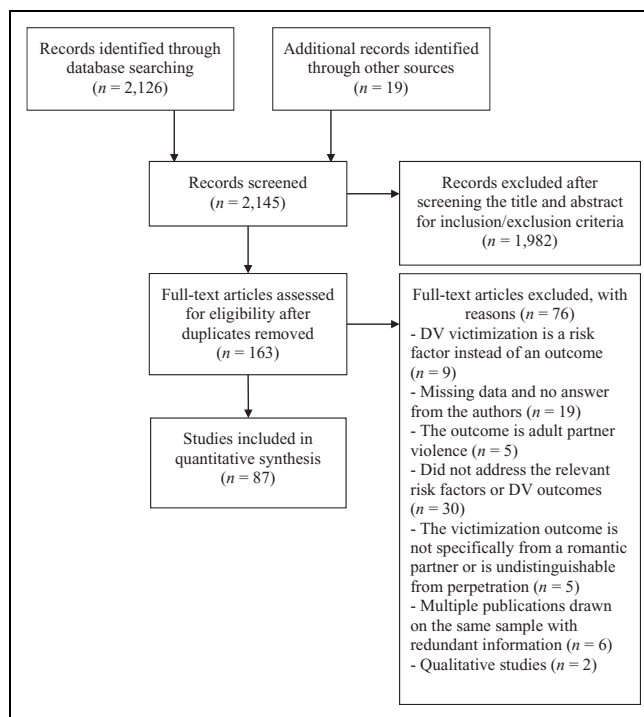 Records identified through
database searching
(n = 2,126)
Additional records identified
through other sources
(n = 19)
Records screened
(n = 2,145)
Records excluded after
screening the title and abstract
for inclusion/exclusion criteria
(n = 1,982)
Full-text articles assessed
for eligibility after
duplicates removed
(n = 163)
Full-text articles excluded, with
reasons (n = 76)
- DV victimization is a risk
factor instead of an outcome
(n = 9)
- Missing data and no answer
from the authors (n = 19)
- The outcome is adult partner
violence (n = 5)
- Did not address the relevant
risk factors or DV outcomes
(n = 30)
- The victimization outcome is
not specifically from a romantic
partner or is undistinguishable
from perpetration (n = 5)
- Multiple publications drawn
on the same sample with
redundant information (n = 6)
- Qualitative studies (n = 2)
Studies included in
quantitative synthesis
(n = 87)